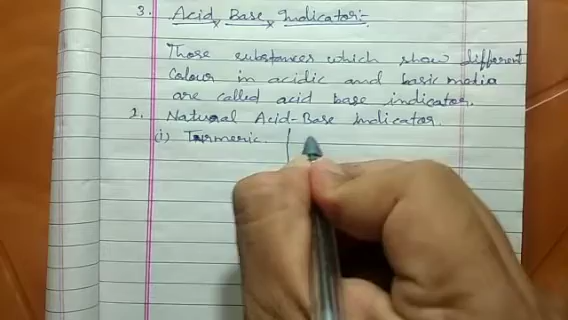 3. Acid, Base, Indicator:-
Those substances which show different
colour in acidic and basic media
are called acid base indicator.
1. Natural Acid-Base Indicator.
(i) Turmeric. |